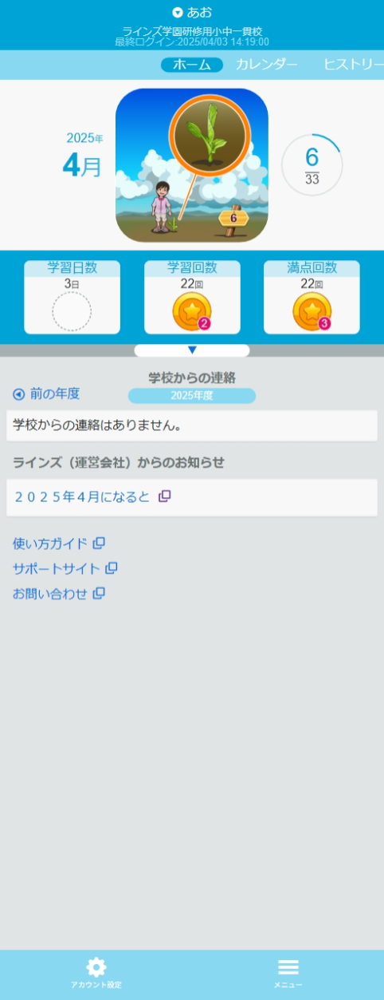 あお
ラインズ学園研修用小中一貫校
最終ログイン:2025/04/03 14:19:00
ホーム カレンダー ヒストリー
2025年
4月
6
6
33
学習日数 学習回数 満点回数
3日 22回 22回
2 3
学校からの連絡
前の年度 2025年度
学校からの連絡はありません。
ラインズ（運営会社）からのお知らせ
２０２５年４月になると
使い方ガイド
サポートサイト
お問い合わせ
アカウント設定 メニュー